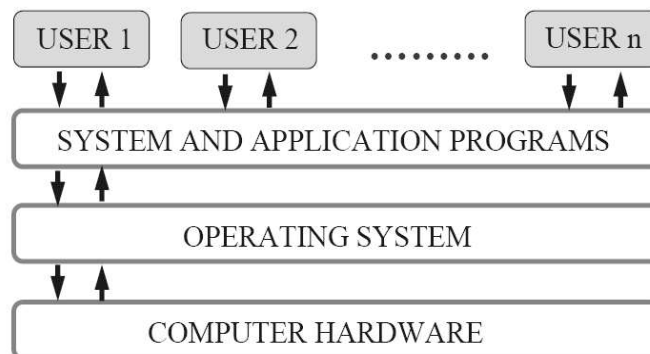 USER 1 USER 2 ......... USER n
SYSTEM AND APPLICATION PROGRAMS
OPERATING SYSTEM
COMPUTER HARDWARE